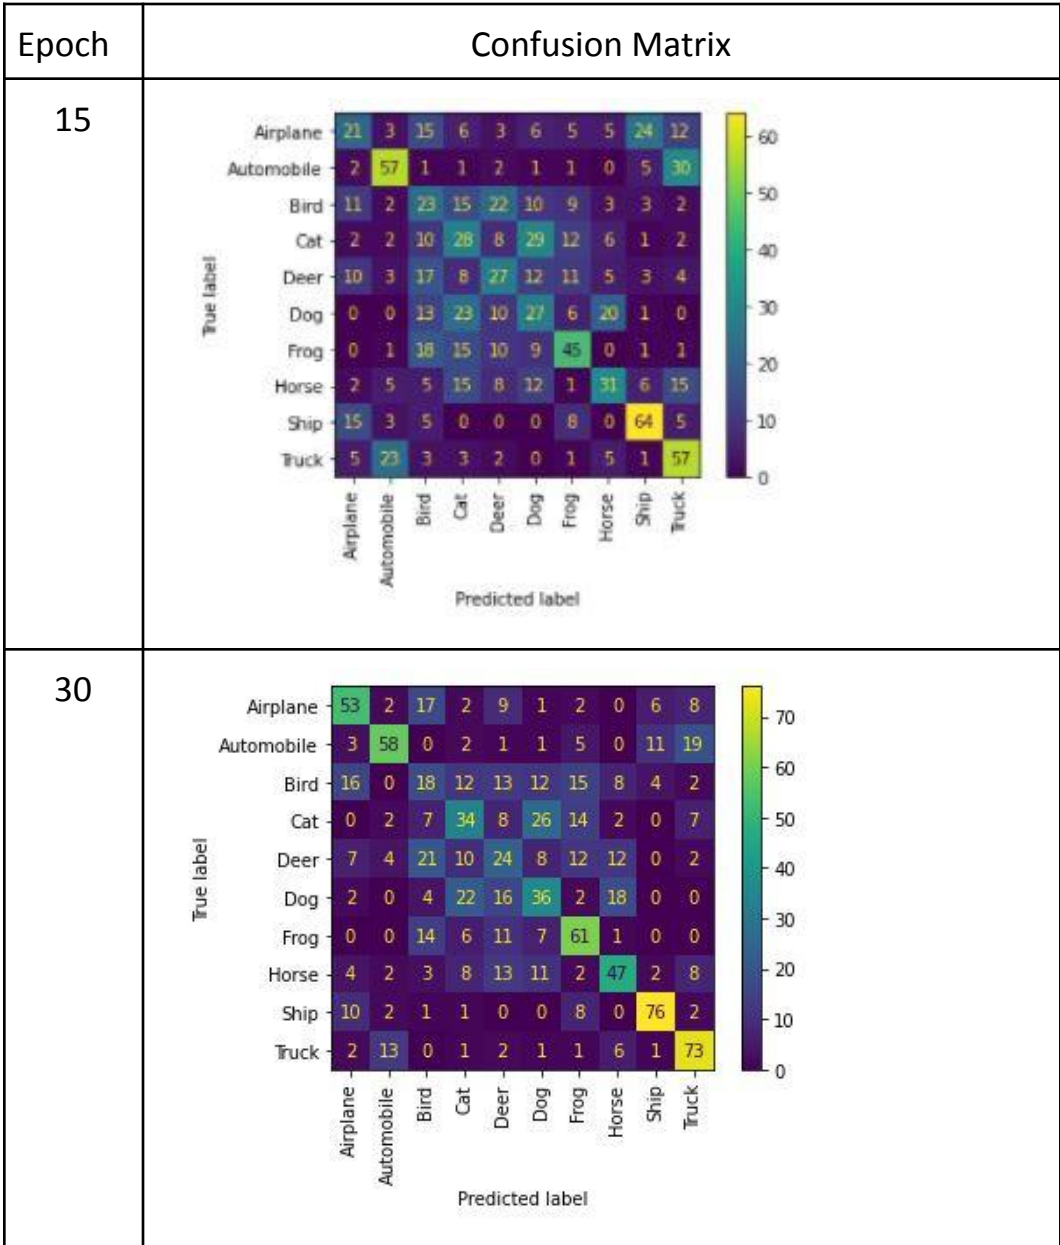 Epoch Confusion Matrix
15
Airplane 21 3 15 6 3 6 5 5 24 12
Automobile 2 57 1 1 2 1 1 0 5 30
Bird 11 2 23 15 22 10 9 3 3 2
Cat 2 2 10 28 8 29 12 6 1 2
Deer 10 3 17 8 27 12 11 5 3 4
Dog 0 0 13 23 10 27 6 20 1 0
Frog 0 1 18 15 10 9 45 0 1 1
Horse 2 5 5 15 8 12 1 31 6 15
Ship 15 3 5 0 0 0 8 0 64 5
Truck 5 23 3 3 2 0 1 5 1 57
True label
Airplane Automobile Bird Cat Deer Dog Frog Horse Ship Truck
Predicted label
60
50
40
30
20
10
0
30
Airplane 53 2 17 2 9 1 2 0 6 8
Automobile 3 58 0 2 1 1 5 0 11 19
Bird 16 0 18 12 13 12 15 8 4 2
Cat 0 2 7 34 8 26 14 2 0 7
Deer 7 4 21 10 24 8 12 12 0 2
Dog 2 0 4 22 16 36 2 18 0 0
Frog 0 0 14 6 11 7 61 1 0 0
Horse 4 2 3 8 13 11 2 47 2 8
Ship 10 2 1 1 0 0 8 0 76 2
Truck 2 13 0 1 2 1 1 6 1 73
True label
Airplane Automobile Bird Cat Deer Dog Frog Horse Ship Truck
Predicted label
70
60
50
40
30
20
10
0